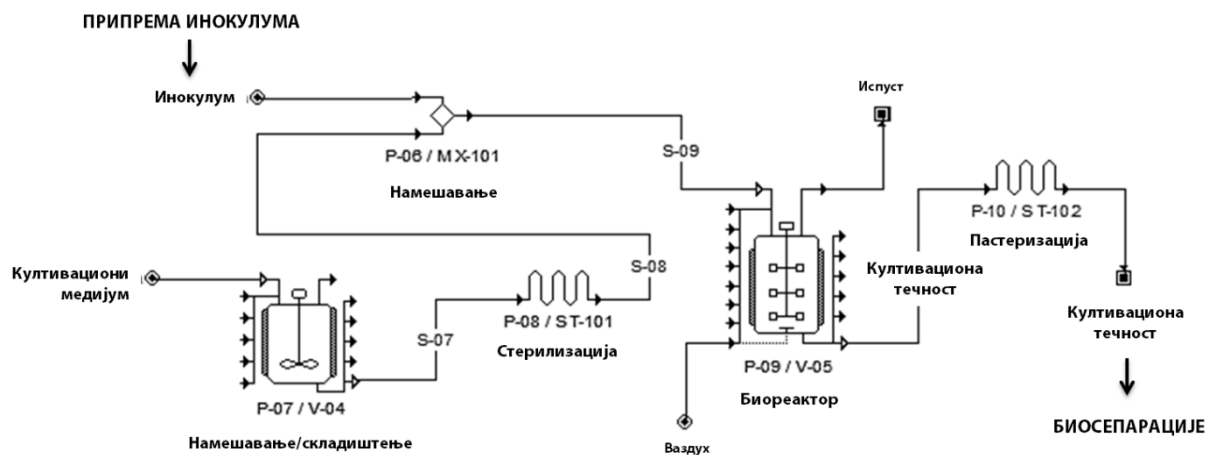 ПРИПРЕМА ИНОКУЛУМА
Инокулум
P-06 / MX-101
Намешавање
S-09
Испуст
P-10 / ST-102
Пастеризација
Култивациони
медијум
S-08
P-08 / ST-101
Стерилизација
S-07
P-07 / V-04
Намешавање/складиштење
Култивациона
течност
P-09 / V-05
Биореактор
Ваздух
Култивациона
течност
БИОСЕПАРАЦИЈЕ